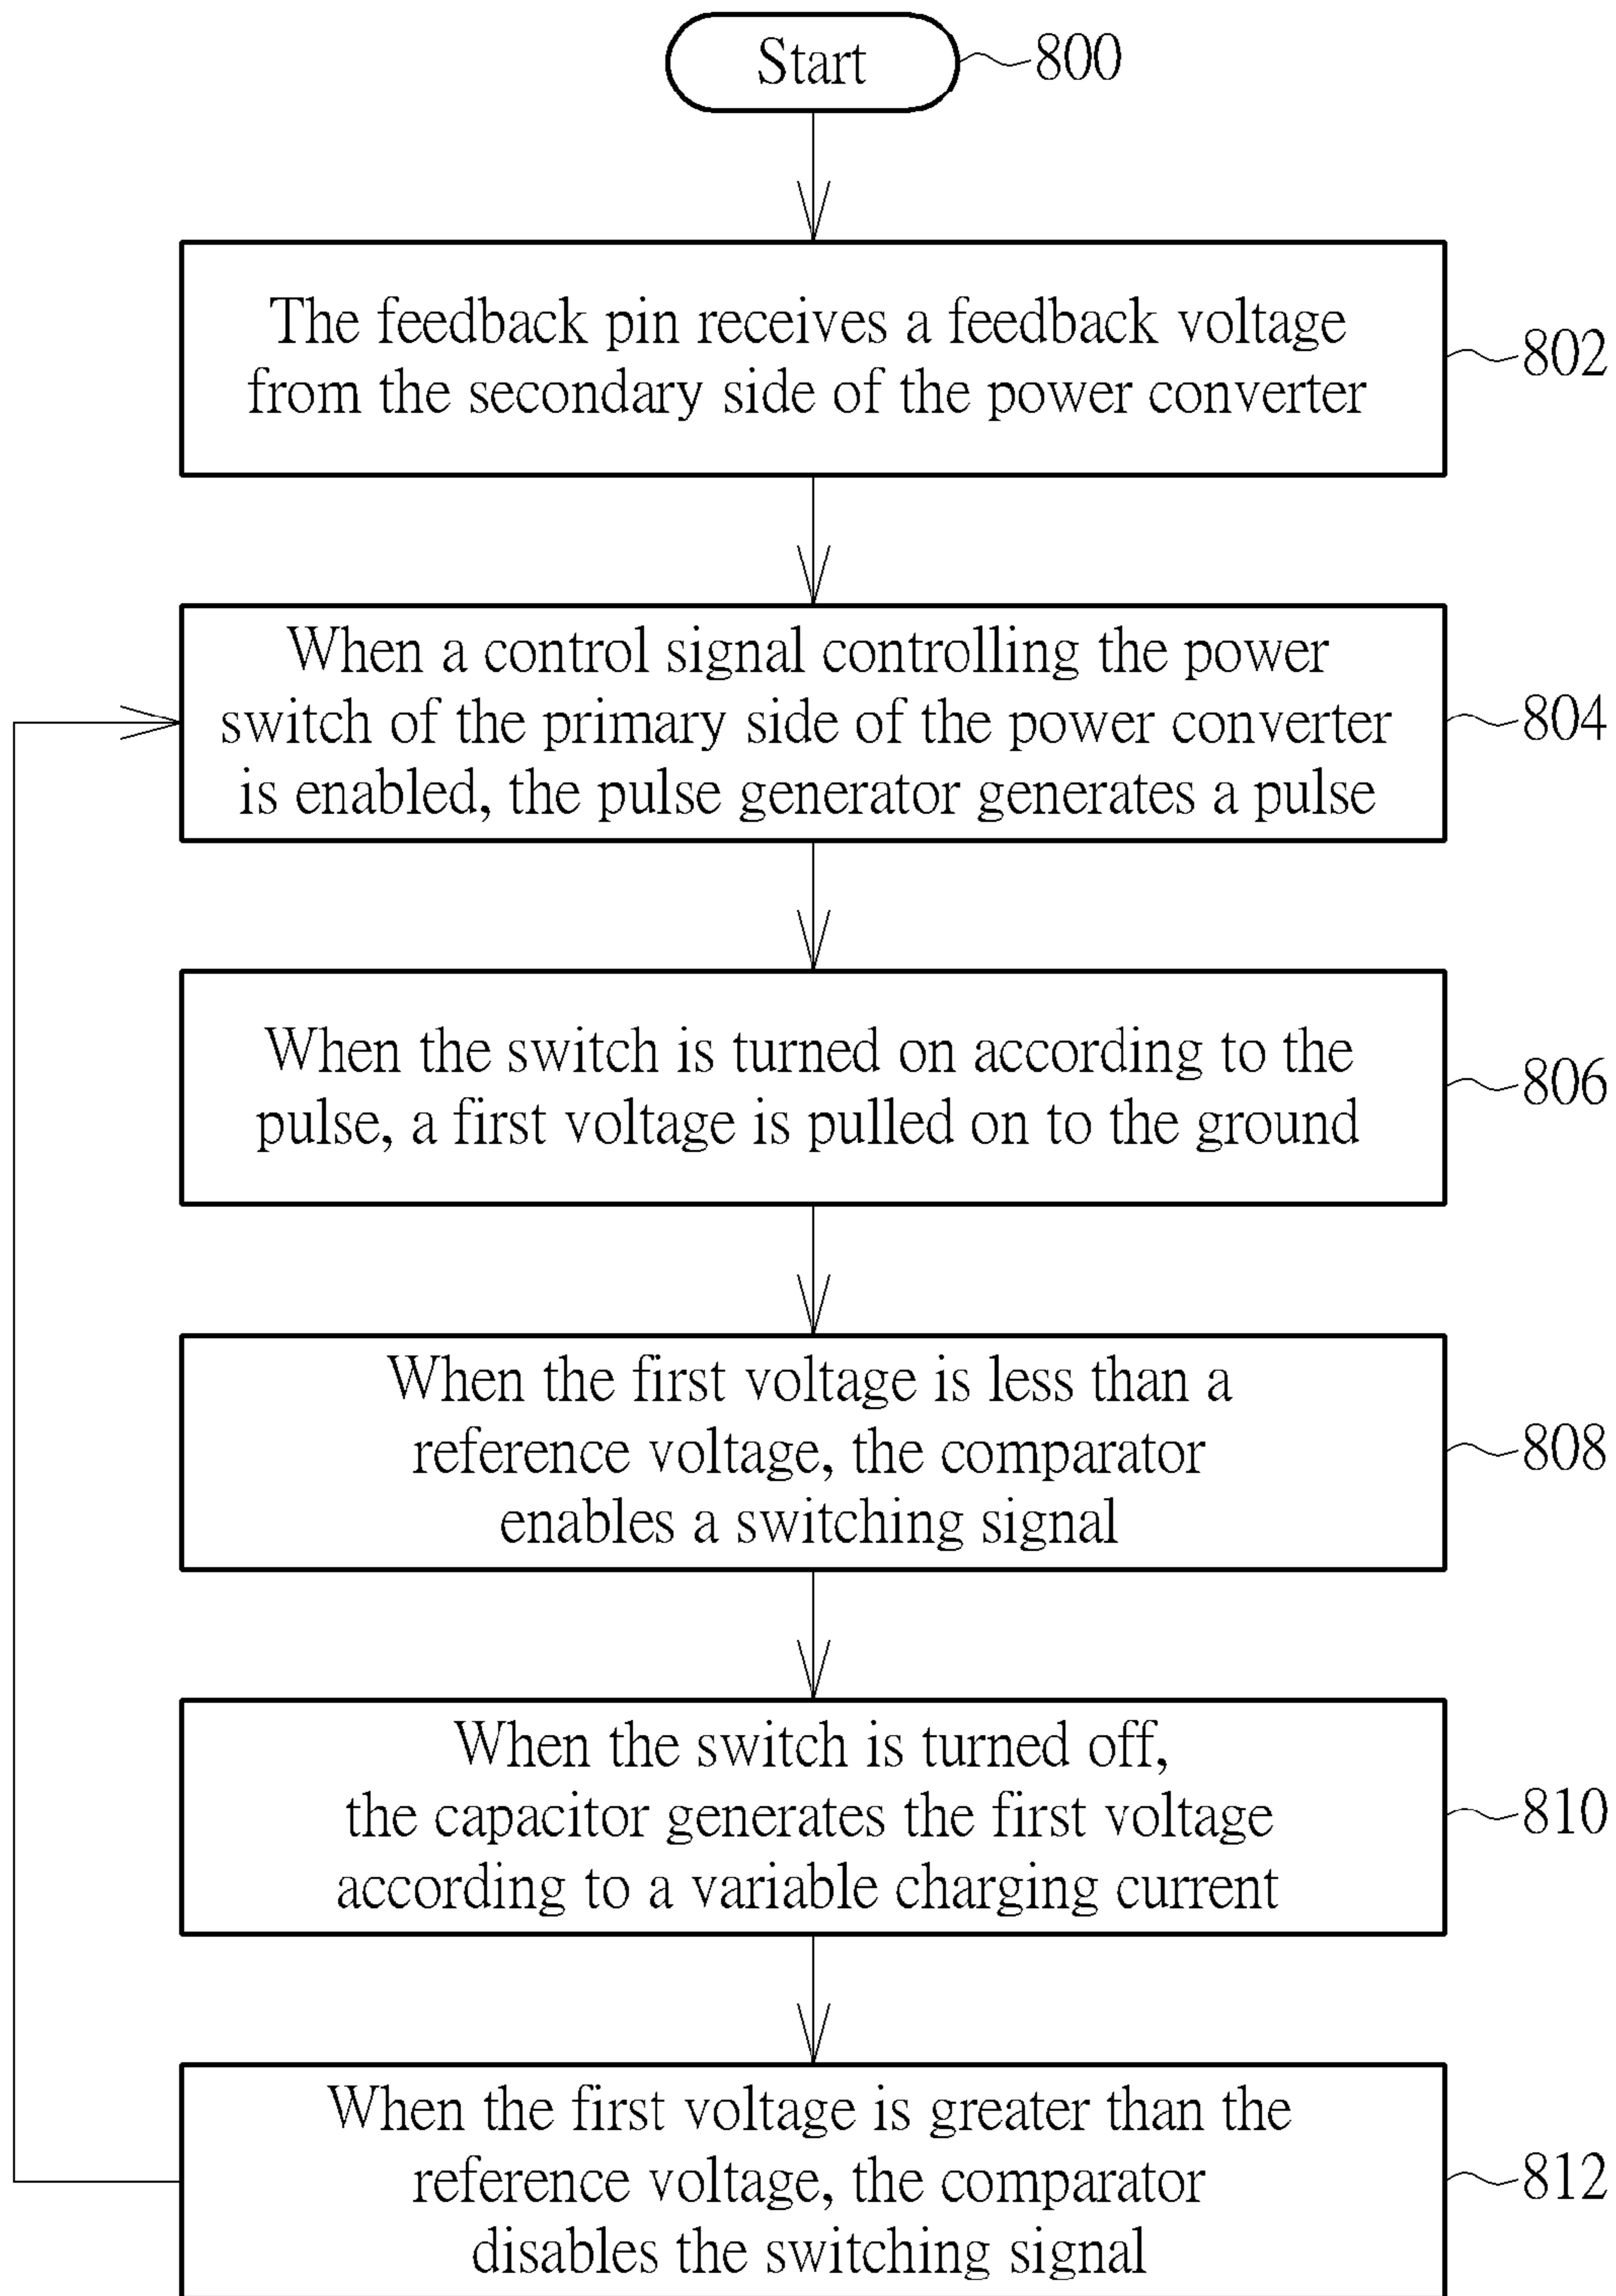 Start
800
The feedback pin receives a feedback voltage
from the secondary side of the power converter
802
When a control signal controlling the power
switch of the primary side of the power converter
is enabled, the pulse generator generates a pulse
804
When the switch is turned on according to the
pulse, a first voltage is pulled on to the ground
806
When the first voltage is less than a
reference voltage, the comparator
enables a switching signal
808
When the switch is turned off,
the capacitor generates the first voltage
according to a variable charging current
810
When the first voltage is greater than the
reference voltage, the comparator
disables the switching signal
812